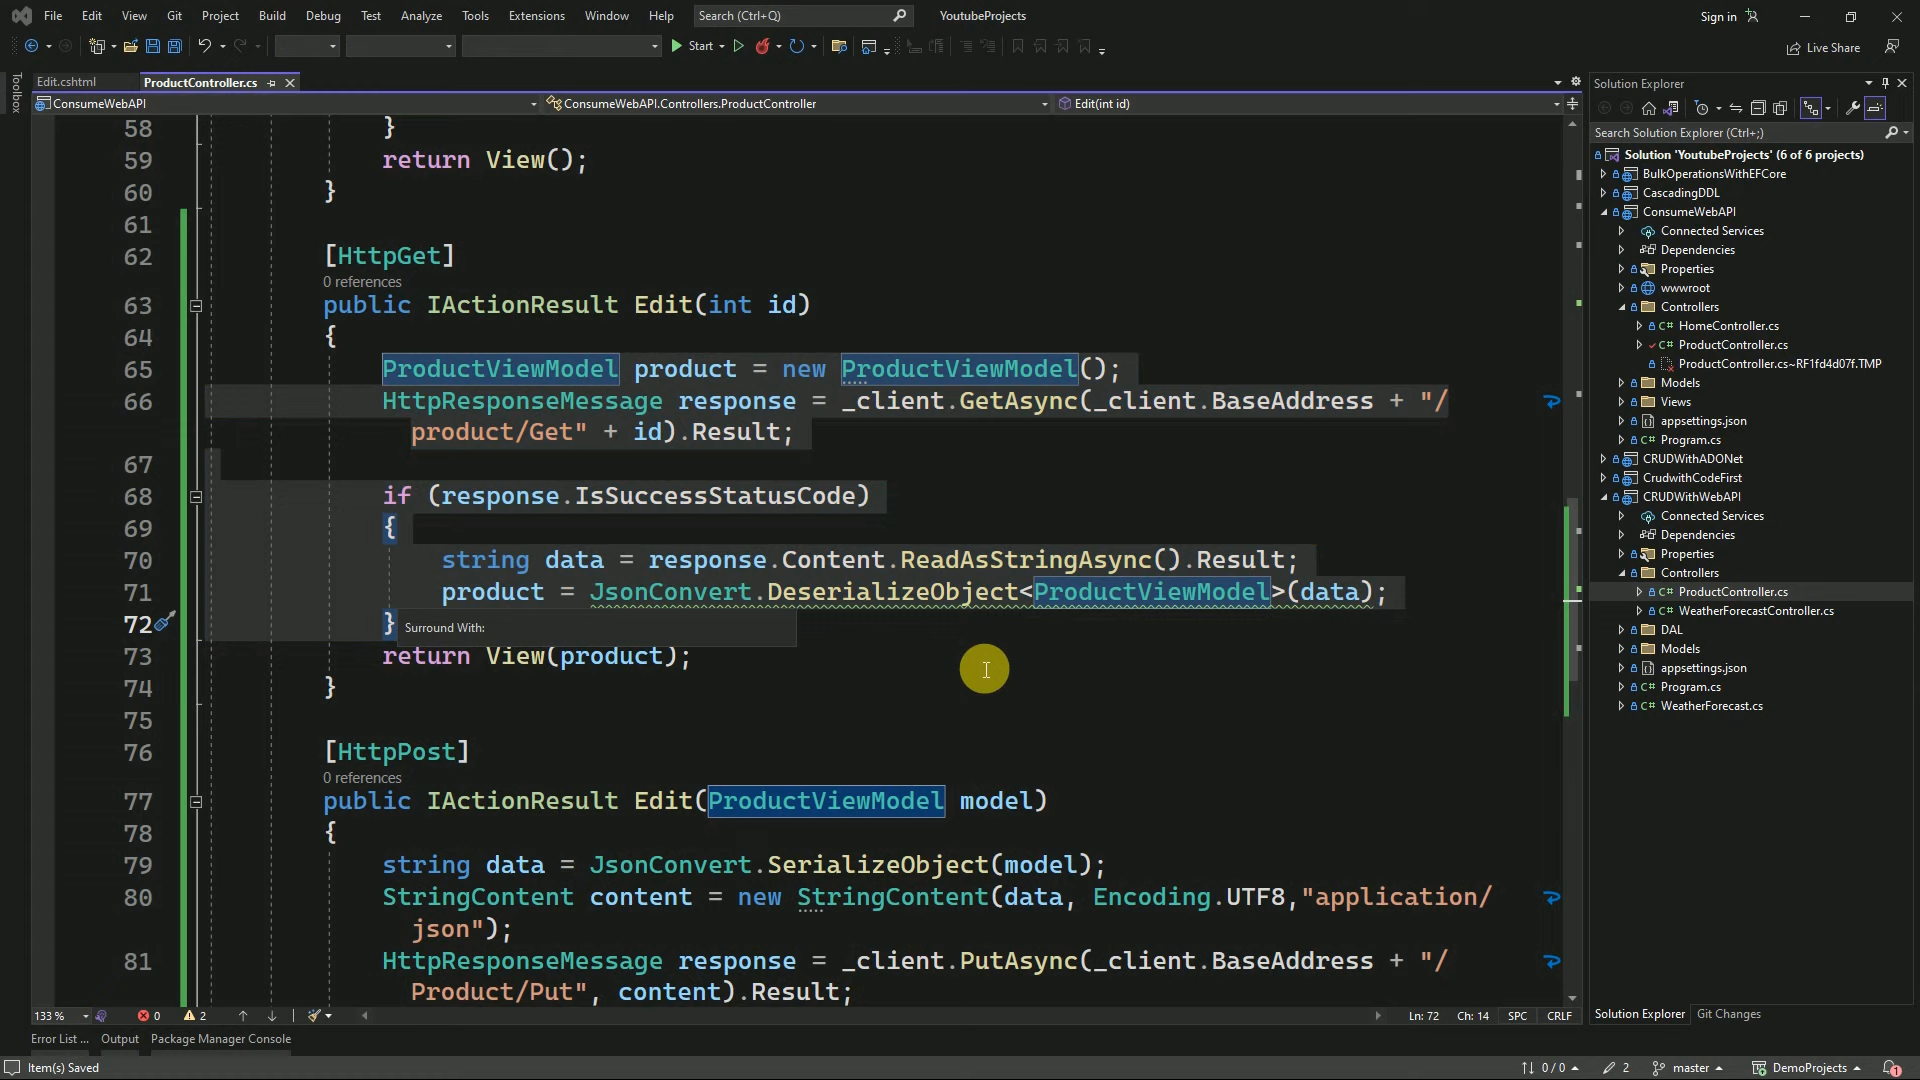 File Edit View Git Project Build Debug Test Analyze Tools Extensions Window Help Search (Ctrl+Q) YoutubeProjects Sign in
Start Live Share
Toolbox
Edit.cshtml ProductController.cs
ConsumeWebAPI ConsumeWebAPI.Controllers.ProductController Edit(int id)
58 }
59 return View();
60 }
61
62 [HttpGet]
0 references
63 public IActionResult Edit(int id)
64 {
65 ProductViewModel product = new ProductViewModel();
66 HttpResponseMessage response = _client.GetAsync(_client.BaseAddress + "/
product/Get" + id).Result;
67
68 if (response.IsSuccessStatusCode)
69 {
70 string data = response.Content.ReadAsStringAsync().Result;
71 product = JsonConvert.DeserializeObject<ProductViewModel>(data);
72 } Surround With:
73 return View(product);
74 }
75
76 [HttpPost]
0 references
77 public IActionResult Edit(ProductViewModel model)
78 {
79 string data = JsonConvert.SerializeObject(model);
80 StringContent content = new StringContent(data, Encoding.UTF8,"application/
json");
81 HttpResponseMessage response = _client.PutAsync(_client.BaseAddress + "/
Product/Put", content).Result;
133 % 0 2 Ln: 72 Ch: 14 SPC CRLF
Error List ... Output Package Manager Console
Solution Explorer
Search Solution Explorer (Ctrl+;)
Solution 'YoutubeProjects' (6 of 6 projects)
BulkOperationsWithEFCore
CascadingDDL
ConsumeWebAPI
Connected Services
Dependencies
Properties
wwwroot
Controllers
C# HomeController.cs
C# ProductController.cs
ProductController.cs~RF1fd4d07f.TMP
Models
Views
appsettings.json
C# Program.cs
CRUDWithADONet
CrudwithCodeFirst
CRUDWithWebAPI
Connected Services
Dependencies
Properties
Controllers
C# ProductController.cs
C# WeatherForecastController.cs
DAL
Models
appsettings.json
C# Program.cs
C# WeatherForecast.cs
Solution Explorer Git Changes
Item(s) Saved 0 / 0 2 master DemoProjects 1